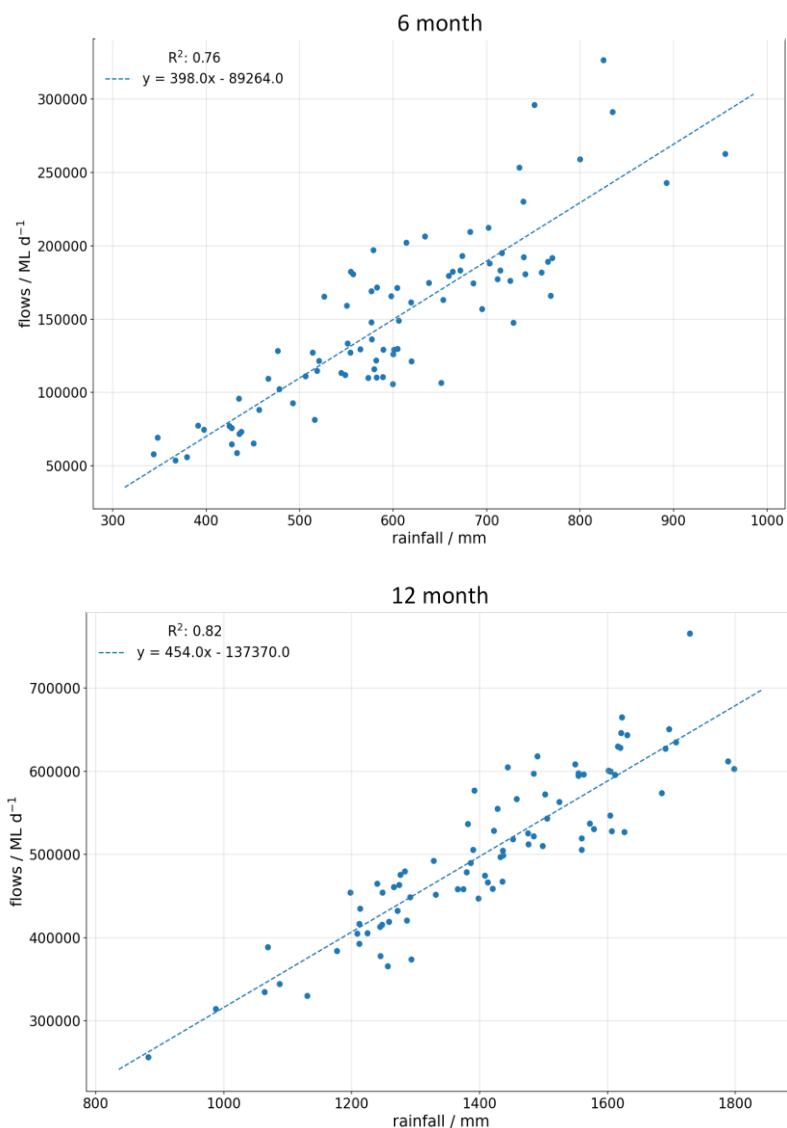 6 month
R²: 0.76
y = 398.0x - 89264.0
300000
250000
200000
150000
100000
50000
flows / ML d⁻¹
300 400 500 600 700 800 900 1000
rainfall / mm
12 month
R²: 0.82
y = 454.0x - 137370.0
700000
600000
500000
400000
300000
flows / ML d⁻¹
800 1000 1200 1400 1600 1800
rainfall / mm